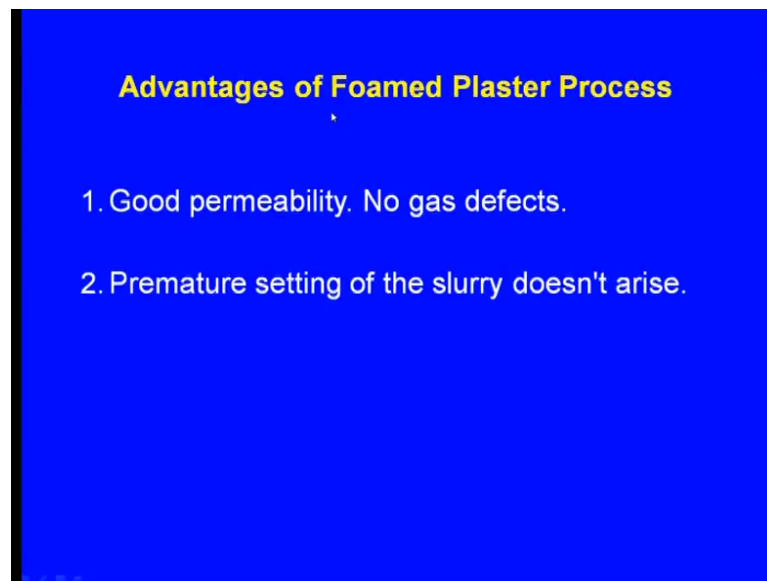 Advantages of Foamed Plaster Process
1. Good permeability. No gas defects.
2. Premature setting of the slurry doesn't arise.